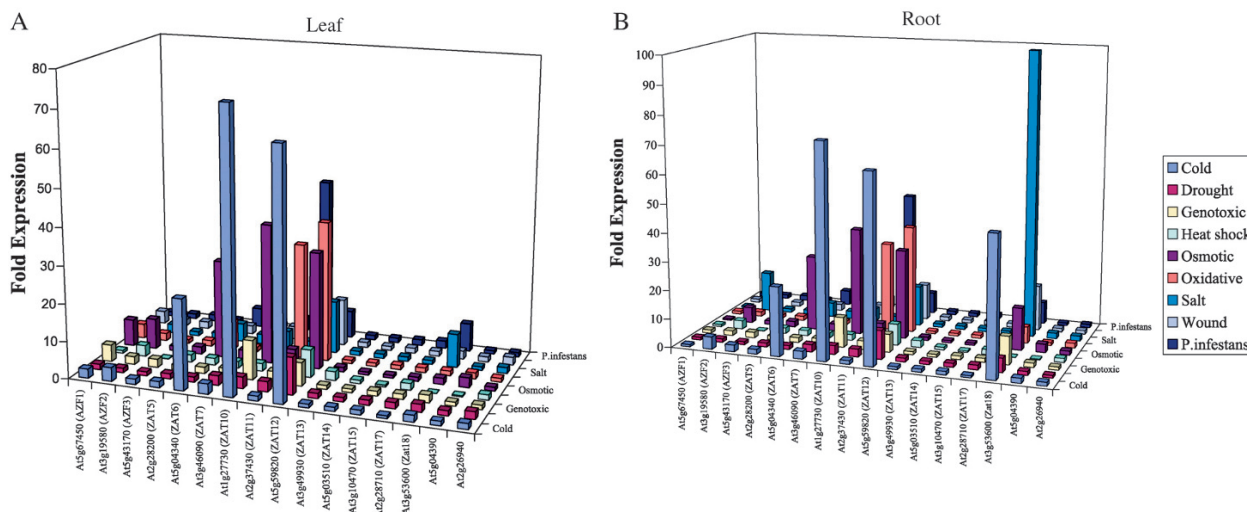 A
Leaf
Fold Expression
80
70
60
50
40
30
20
10
0
At5g67450 (AZF1)
At3g19580 (AZF2)
At5g43170 (AZF3)
At2g28200 (ZAT5)
At5g04340 (ZAT6)
At3g46090 (ZAT7)
At1g27730 (ZAT10)
At2g37430 (ZAT11)
At5g59820 (ZAT12)
At3g49930 (ZAT13)
At5g03510 (ZAT14)
At3g10470 (ZAT15)
At2g28710 (ZAT17)
At3g53600 (Zat18)
At5g04390
At2g26940
P.infestans
Salt
Osmotic
Genotoxic
Cold
B
Root
Fold Expression
100
90
80
70
60
50
40
30
20
10
0
At5g67450 (AZF1)
At3g19580 (AZF2)
At5g43170 (AZF3)
At2g28200 (ZAT5)
At5g04340 (ZAT6)
At3g46090 (ZAT7)
At1g27730 (ZAT10)
At2g37430 (ZAT11)
At5g59820 (ZAT12)
At3g49930 (ZAT13)
At5g03510 (ZAT14)
At3g10470 (ZAT15)
At2g28710 (ZAT17)
At3g53600 (Zat18)
At5g04390
At2g26940
P.infestans
Salt
Osmotic
Genotoxic
Cold
Cold
Drought
Genotoxic
Heat shock
Osmotic
Oxidative
Salt
Wound
P.infestans